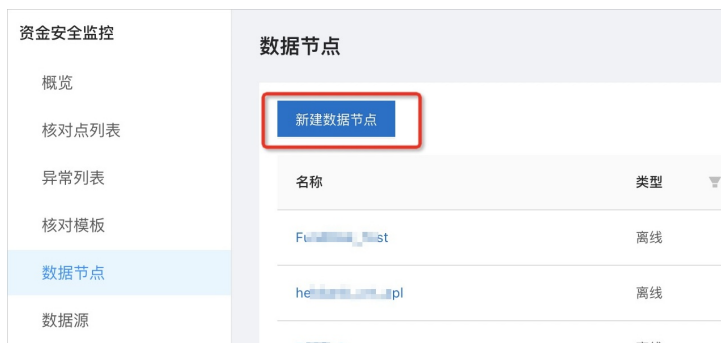 资金安全监控
概览
核对点列表
异常列表
核对模板
数据节点
数据源
数据节点
新建数据节点
名称 类型
离线
离线